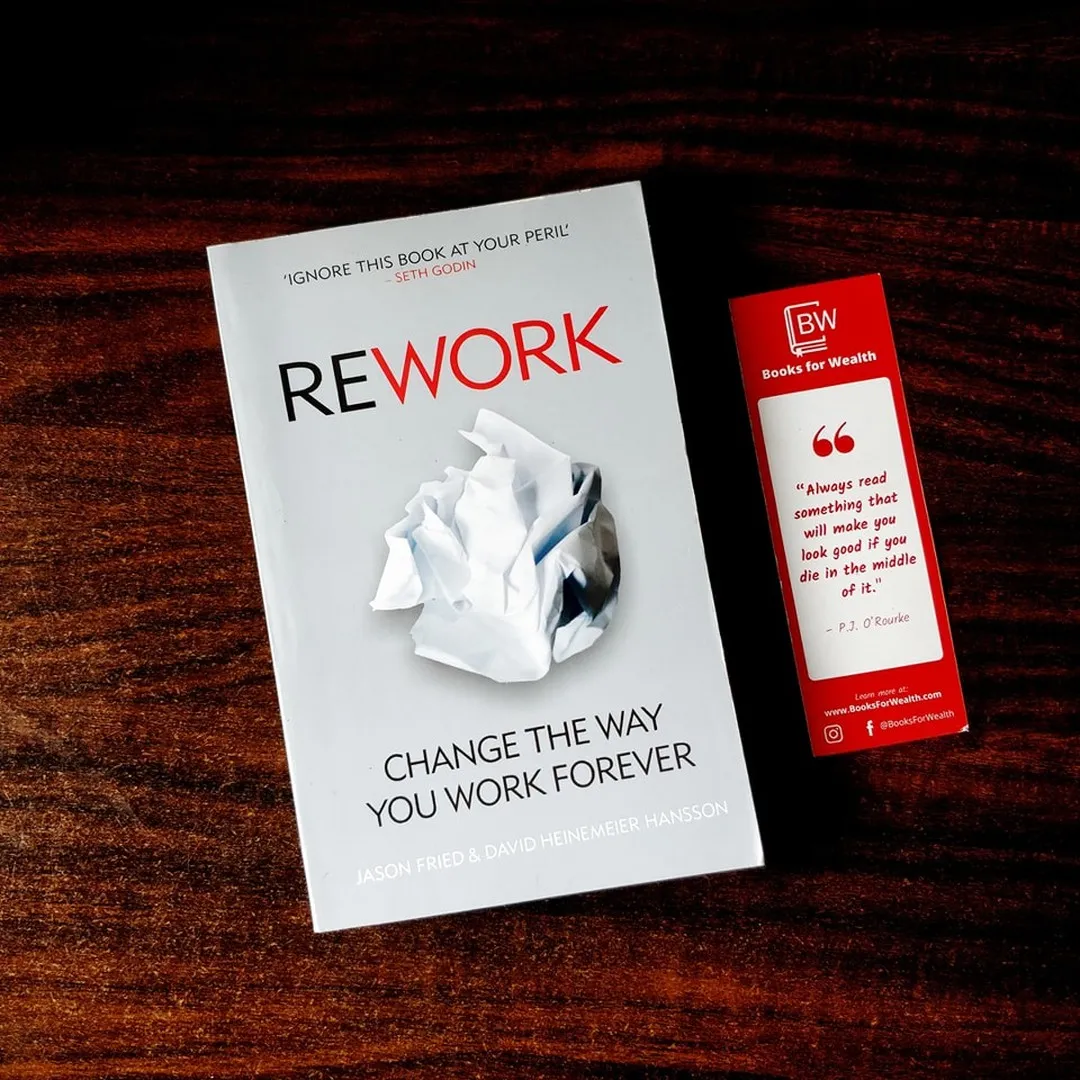 'IGNORE THIS BOOK AT YOUR PERIL'
- SETH GODIN
REWORK
CHANGE THE WAY
YOU WORK FOREVER
JASON FRIED & DAVID HEINEMEIER HANSSON
BW
Books for Wealth
“
“Always read
something that
will make you
look good if you
die in the middle
of it."
- P.J. O'Rourke
Learn more at:
www.BooksForWealth.com
@BooksForWealth